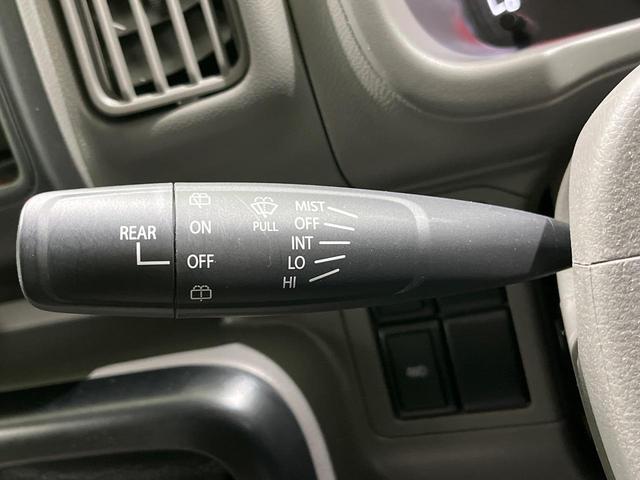 REAR
ON
OFF
PULL
MIST
OFF
INT
LO
HI